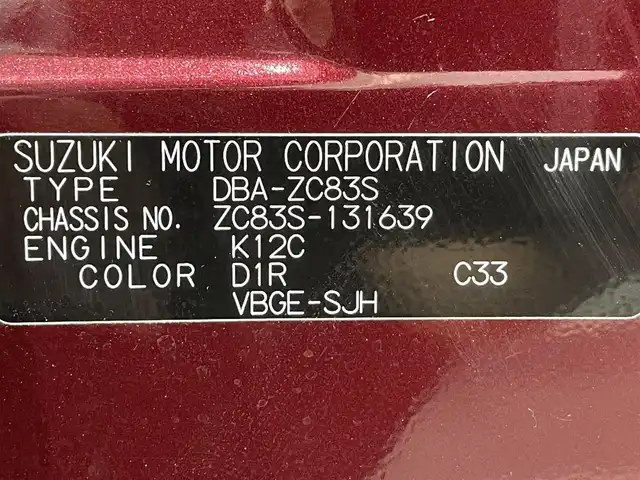 SUZUKI MOTOR CORPORATION JAPAN
TYPE DBA-ZC83S
CHASSIS NO. ZC83S-131639
ENGINE K12C
COLOR D1R C33
VBGE-SJH